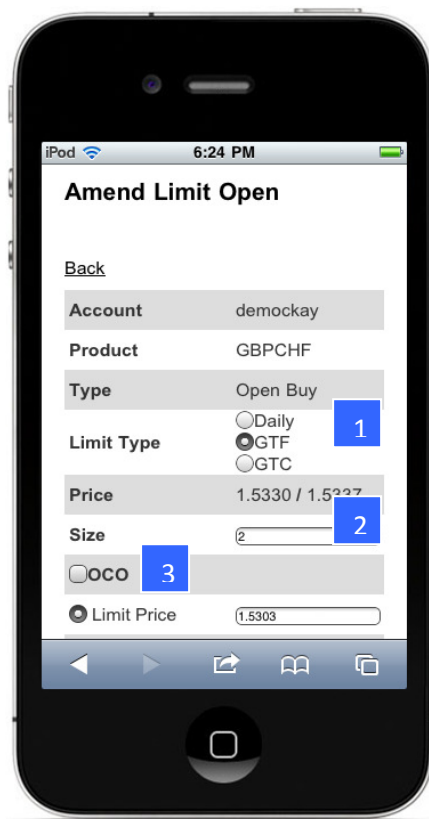 iPod 6:24 PM
Amend Limit Open
Back
Account demockay
Product GBPCHF
Type Open Buy
Daily
1
Limit Type GTF
GTC
Price 1.5330 / 1.5337
2
Size 2
OCO 3
Limit Price 1.5303